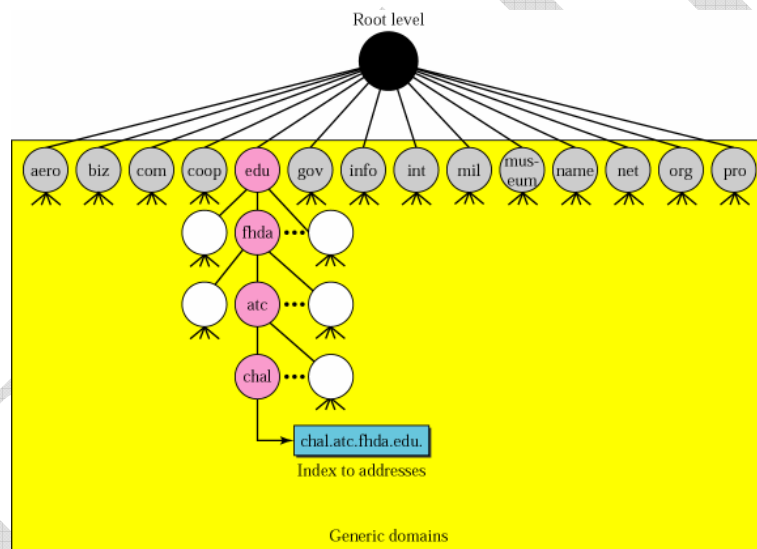 Root level
aero biz com coop edu gov info int mil mus-
eum name net org pro
fhda
atc
chal
chal.atc.fhda.edu.
Index to addresses
Generic domains